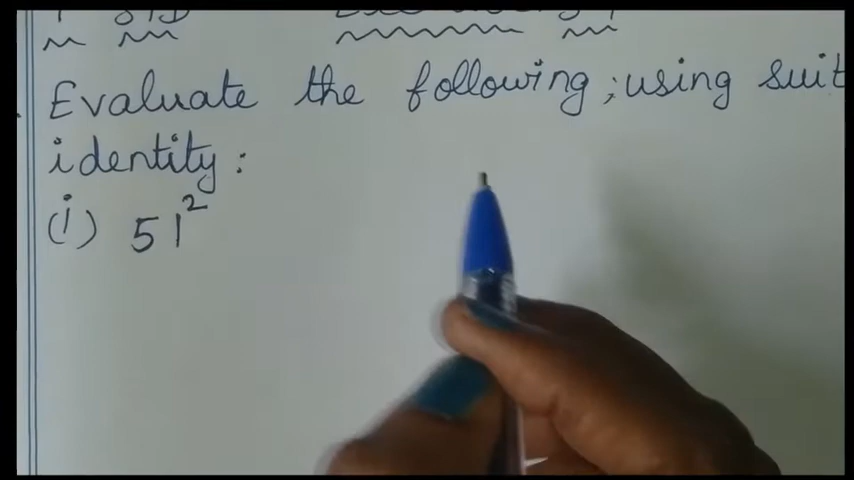 Evaluate the following ; using suit
identity :
(i) 51²